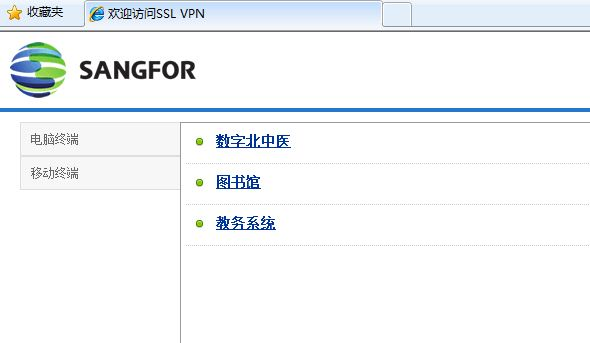 收藏夹 欢迎访问SSL VPN
SANGFOR
电脑终端
移动终端
数字北中医
图书馆
教务系统